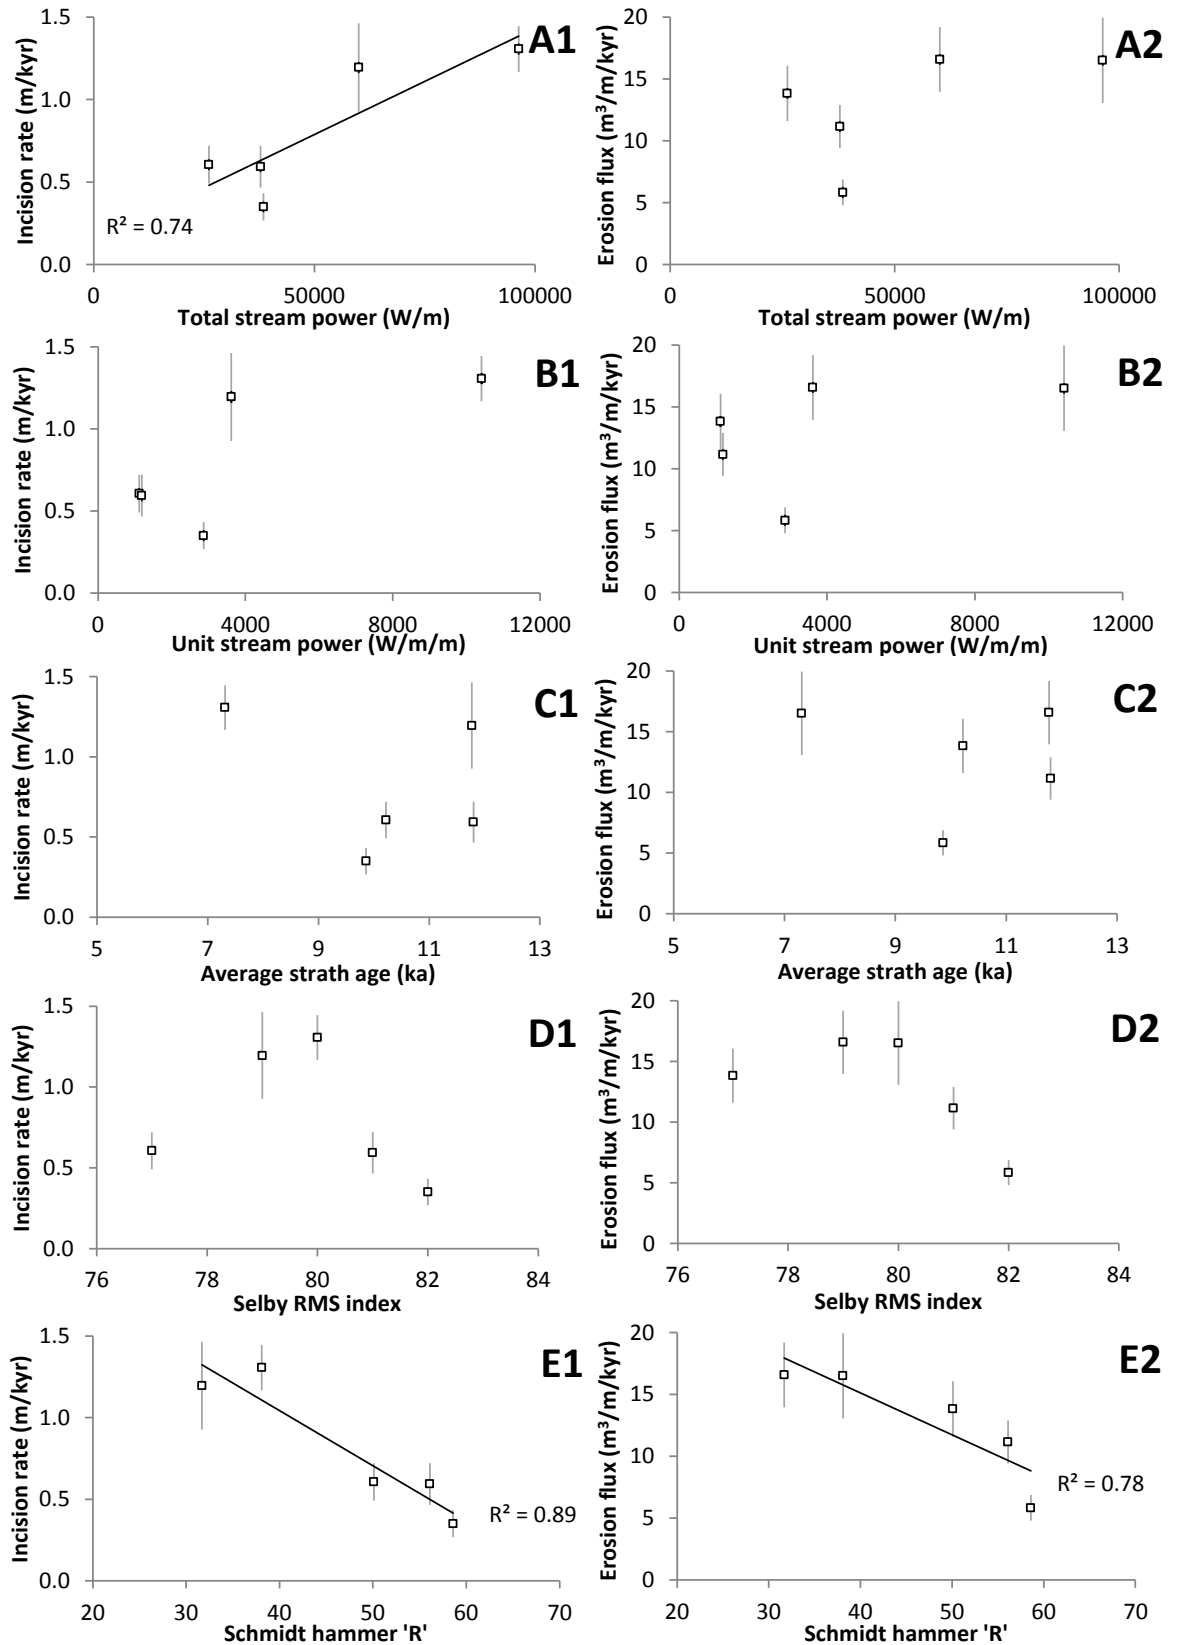 1.5
1.0
0.5
0.0
Incision rate (m/kyr)
A1
R² = 0.74
0 50000 100000
Total stream power (W/m)
20
15
10
5
0
Erosion flux (m³/m/kyr)
A2
0 50000 100000
Total stream power (W/m)
1.5
1.0
0.5
0.0
Incision rate (m/kyr)
B1
0 4000 8000 12000
Unit stream power (W/m/m)
20
15
10
5
0
Erosion flux (m³/m/kyr)
B2
0 4000 8000 12000
Unit stream power (W/m/m)
1.5
1.0
0.5
0.0
Incision rate (m/kyr)
C1
5 7 9 11 13
Average strath age (ka)
20
15
10
5
0
Erosion flux (m³/m/kyr)
C2
5 7 9 11 13
Average strath age (ka)
1.5
1.0
0.5
0.0
Incision rate (m/kyr)
D1
76 78 80 82 84
Selby RMS index
20
15
10
5
0
Erosion flux (m³/m/kyr)
D2
76 78 80 82 84
Selby RMS index
1.5
1.0
0.5
0.0
Incision rate (m/kyr)
E1
R² = 0.89
20 30 40 50 60 70
Schmidt hammer 'R'
20
15
10
5
0
Erosion flux (m³/m/kyr)
E2
R² = 0.78
20 30 40 50 60 70
Schmidt hammer 'R'